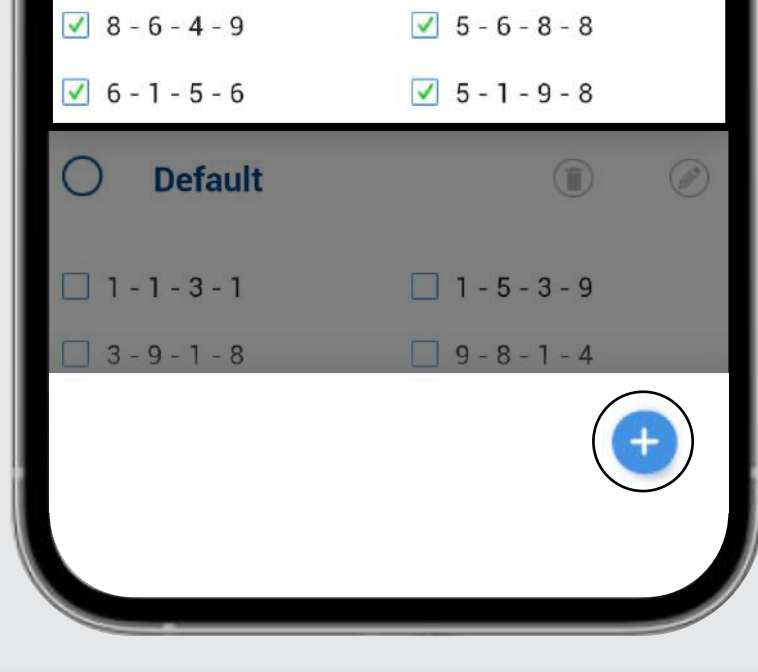 8 - 6 - 4 - 9 5 - 6 - 8 - 8
6 - 1 - 5 - 6 5 - 1 - 9 - 8
Default
1 - 1 - 3 - 1 1 - 5 - 3 - 9
3 - 9 - 1 - 8 9 - 8 - 1 - 4
+